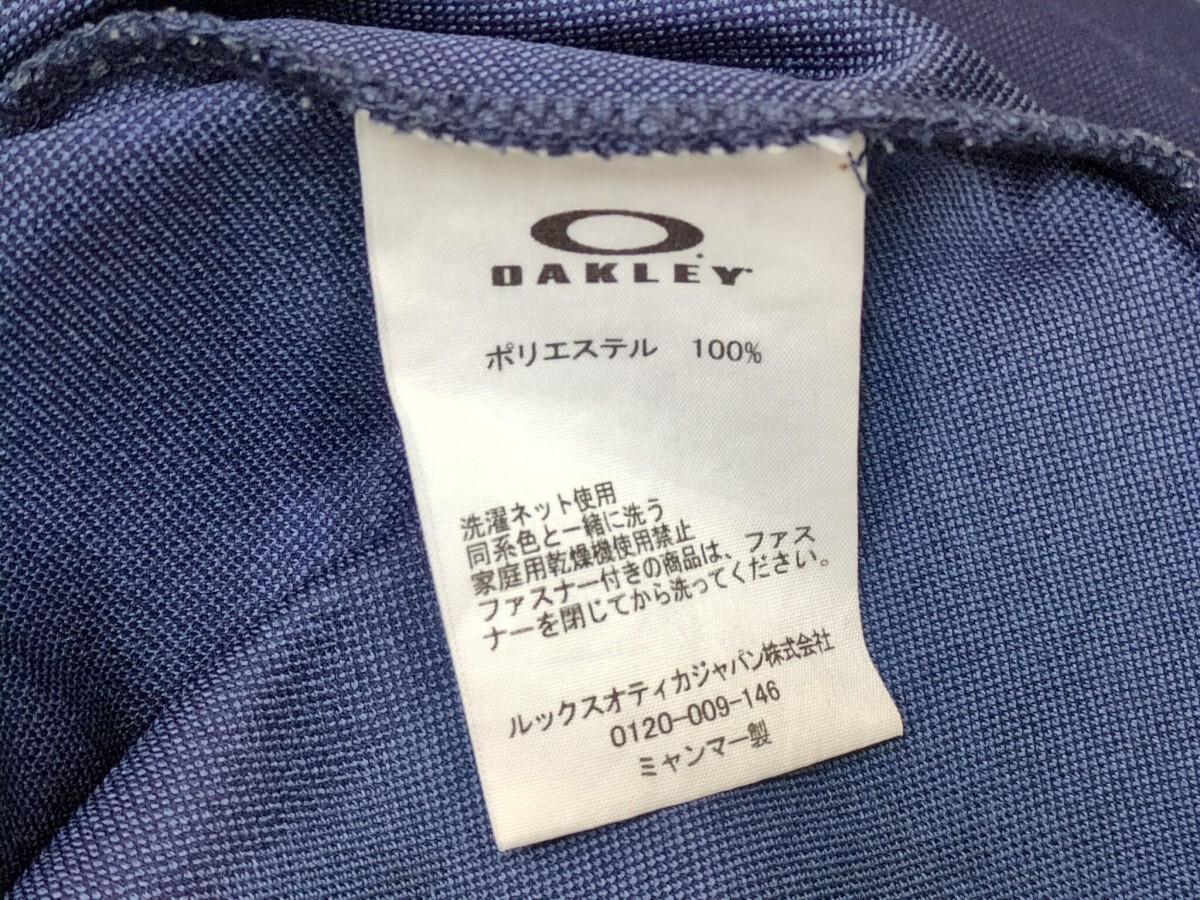 OAKLEY
ポリエステル 100%
洗濯ネット使用
同系色と一緒に洗う
家庭用乾燥機使用禁止
ファスナー付きの商品は、ファス
ナーを閉じてから洗ってください。
ルックスオティカジャパン株式会社
0120-009-146
ミャンマー製